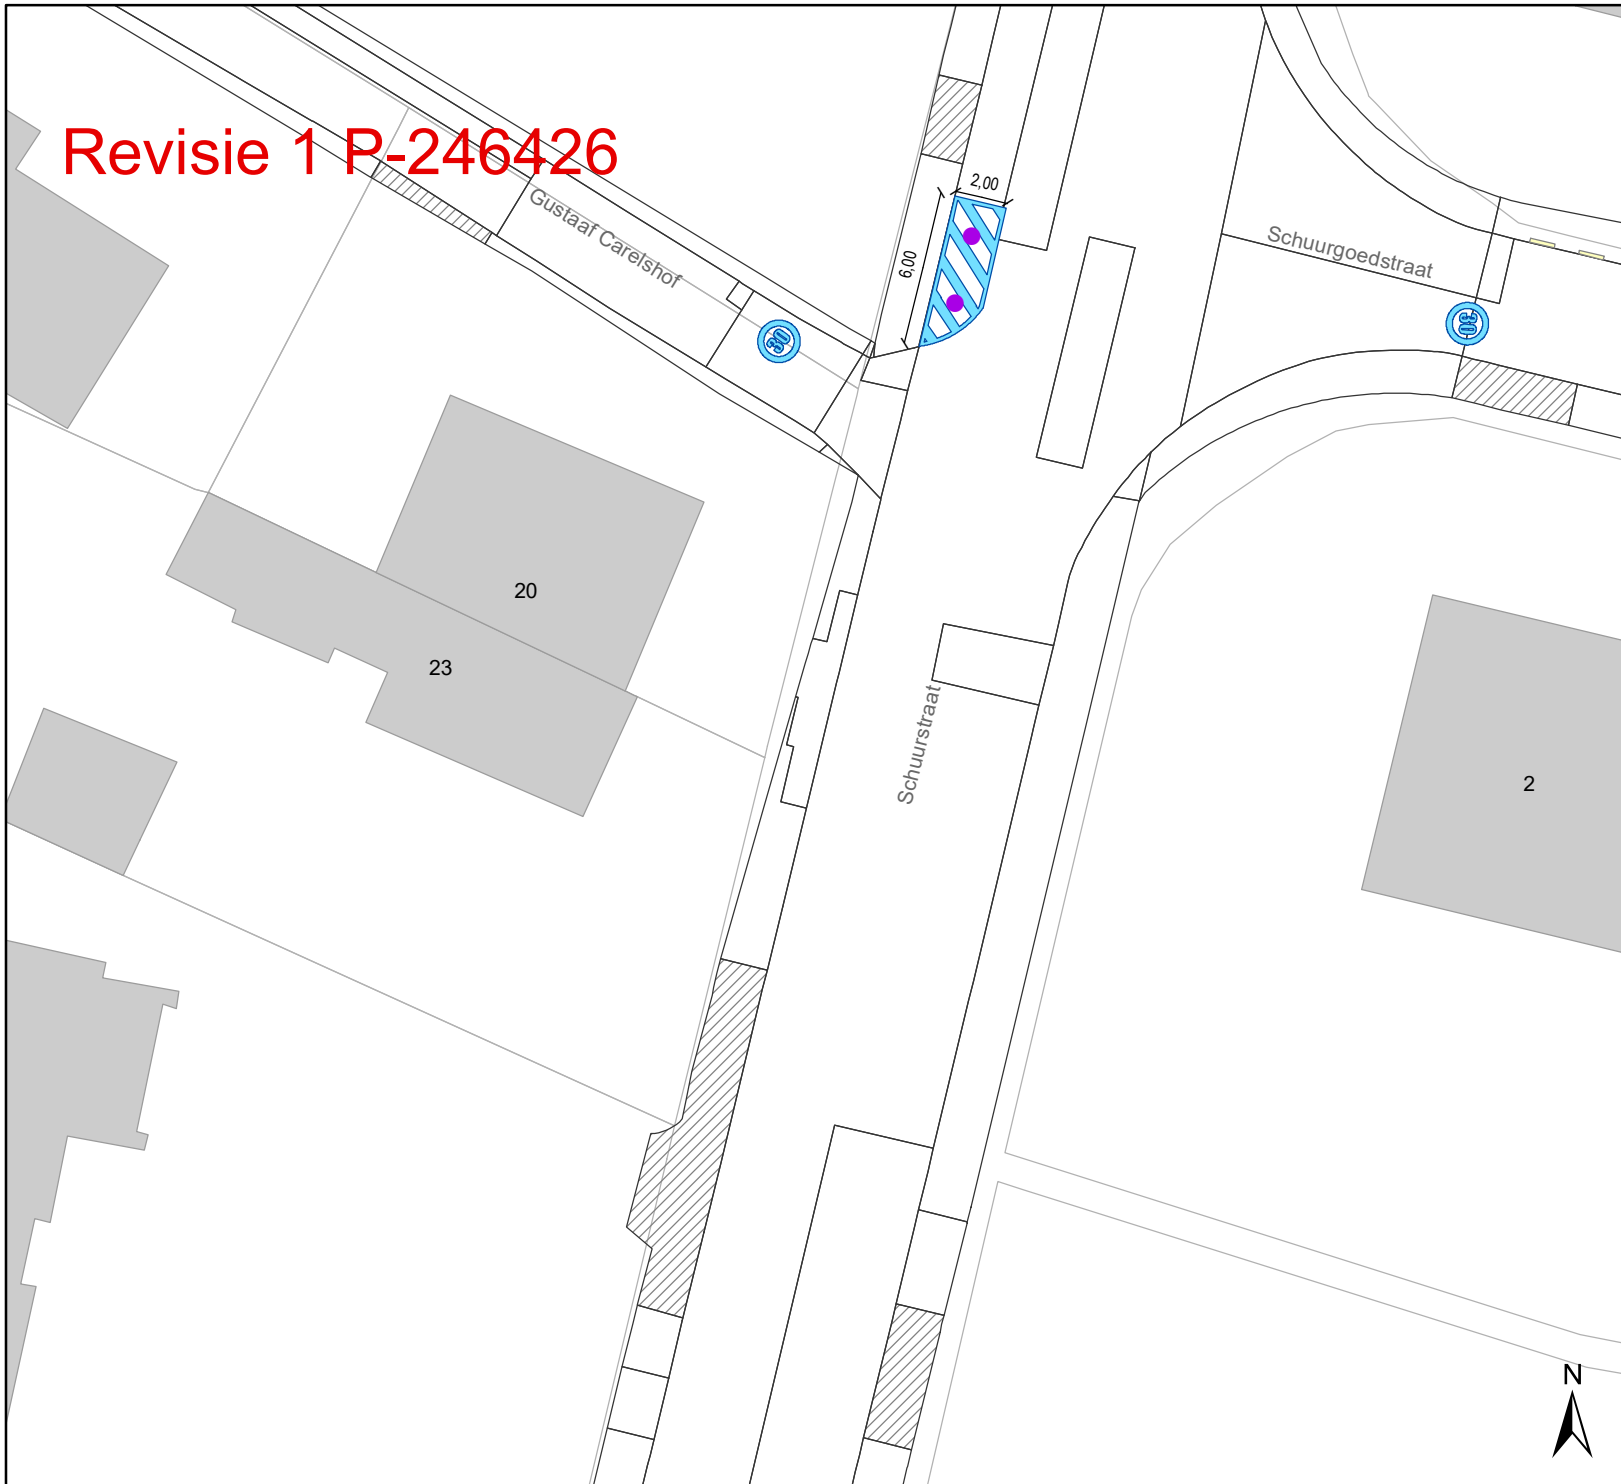 Revisie 1 P-246426
2,00
6,00
Gustaaf Carelshof
Schuurgoedstraat
30
30
20
23
Schuurstraat
2
N